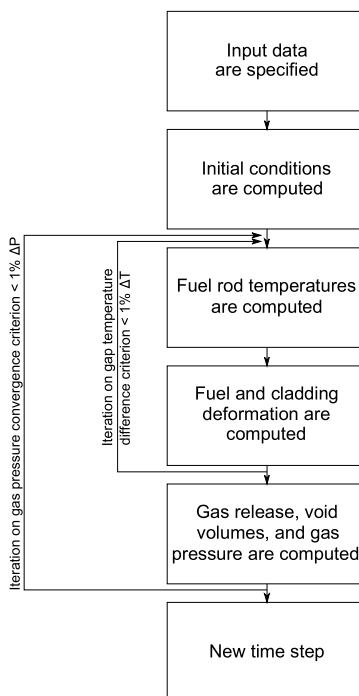 Input data
are specified
Initial conditions
are computed
Iteration on gas pressure convergence criterion < 1% ΔP
Iteration on gap temperature
difference criterion < 1% ΔT
Fuel rod temperatures
are computed
Fuel and cladding
deformation are
computed
Gas release, void
volumes, and gas
pressure are computed
New time step